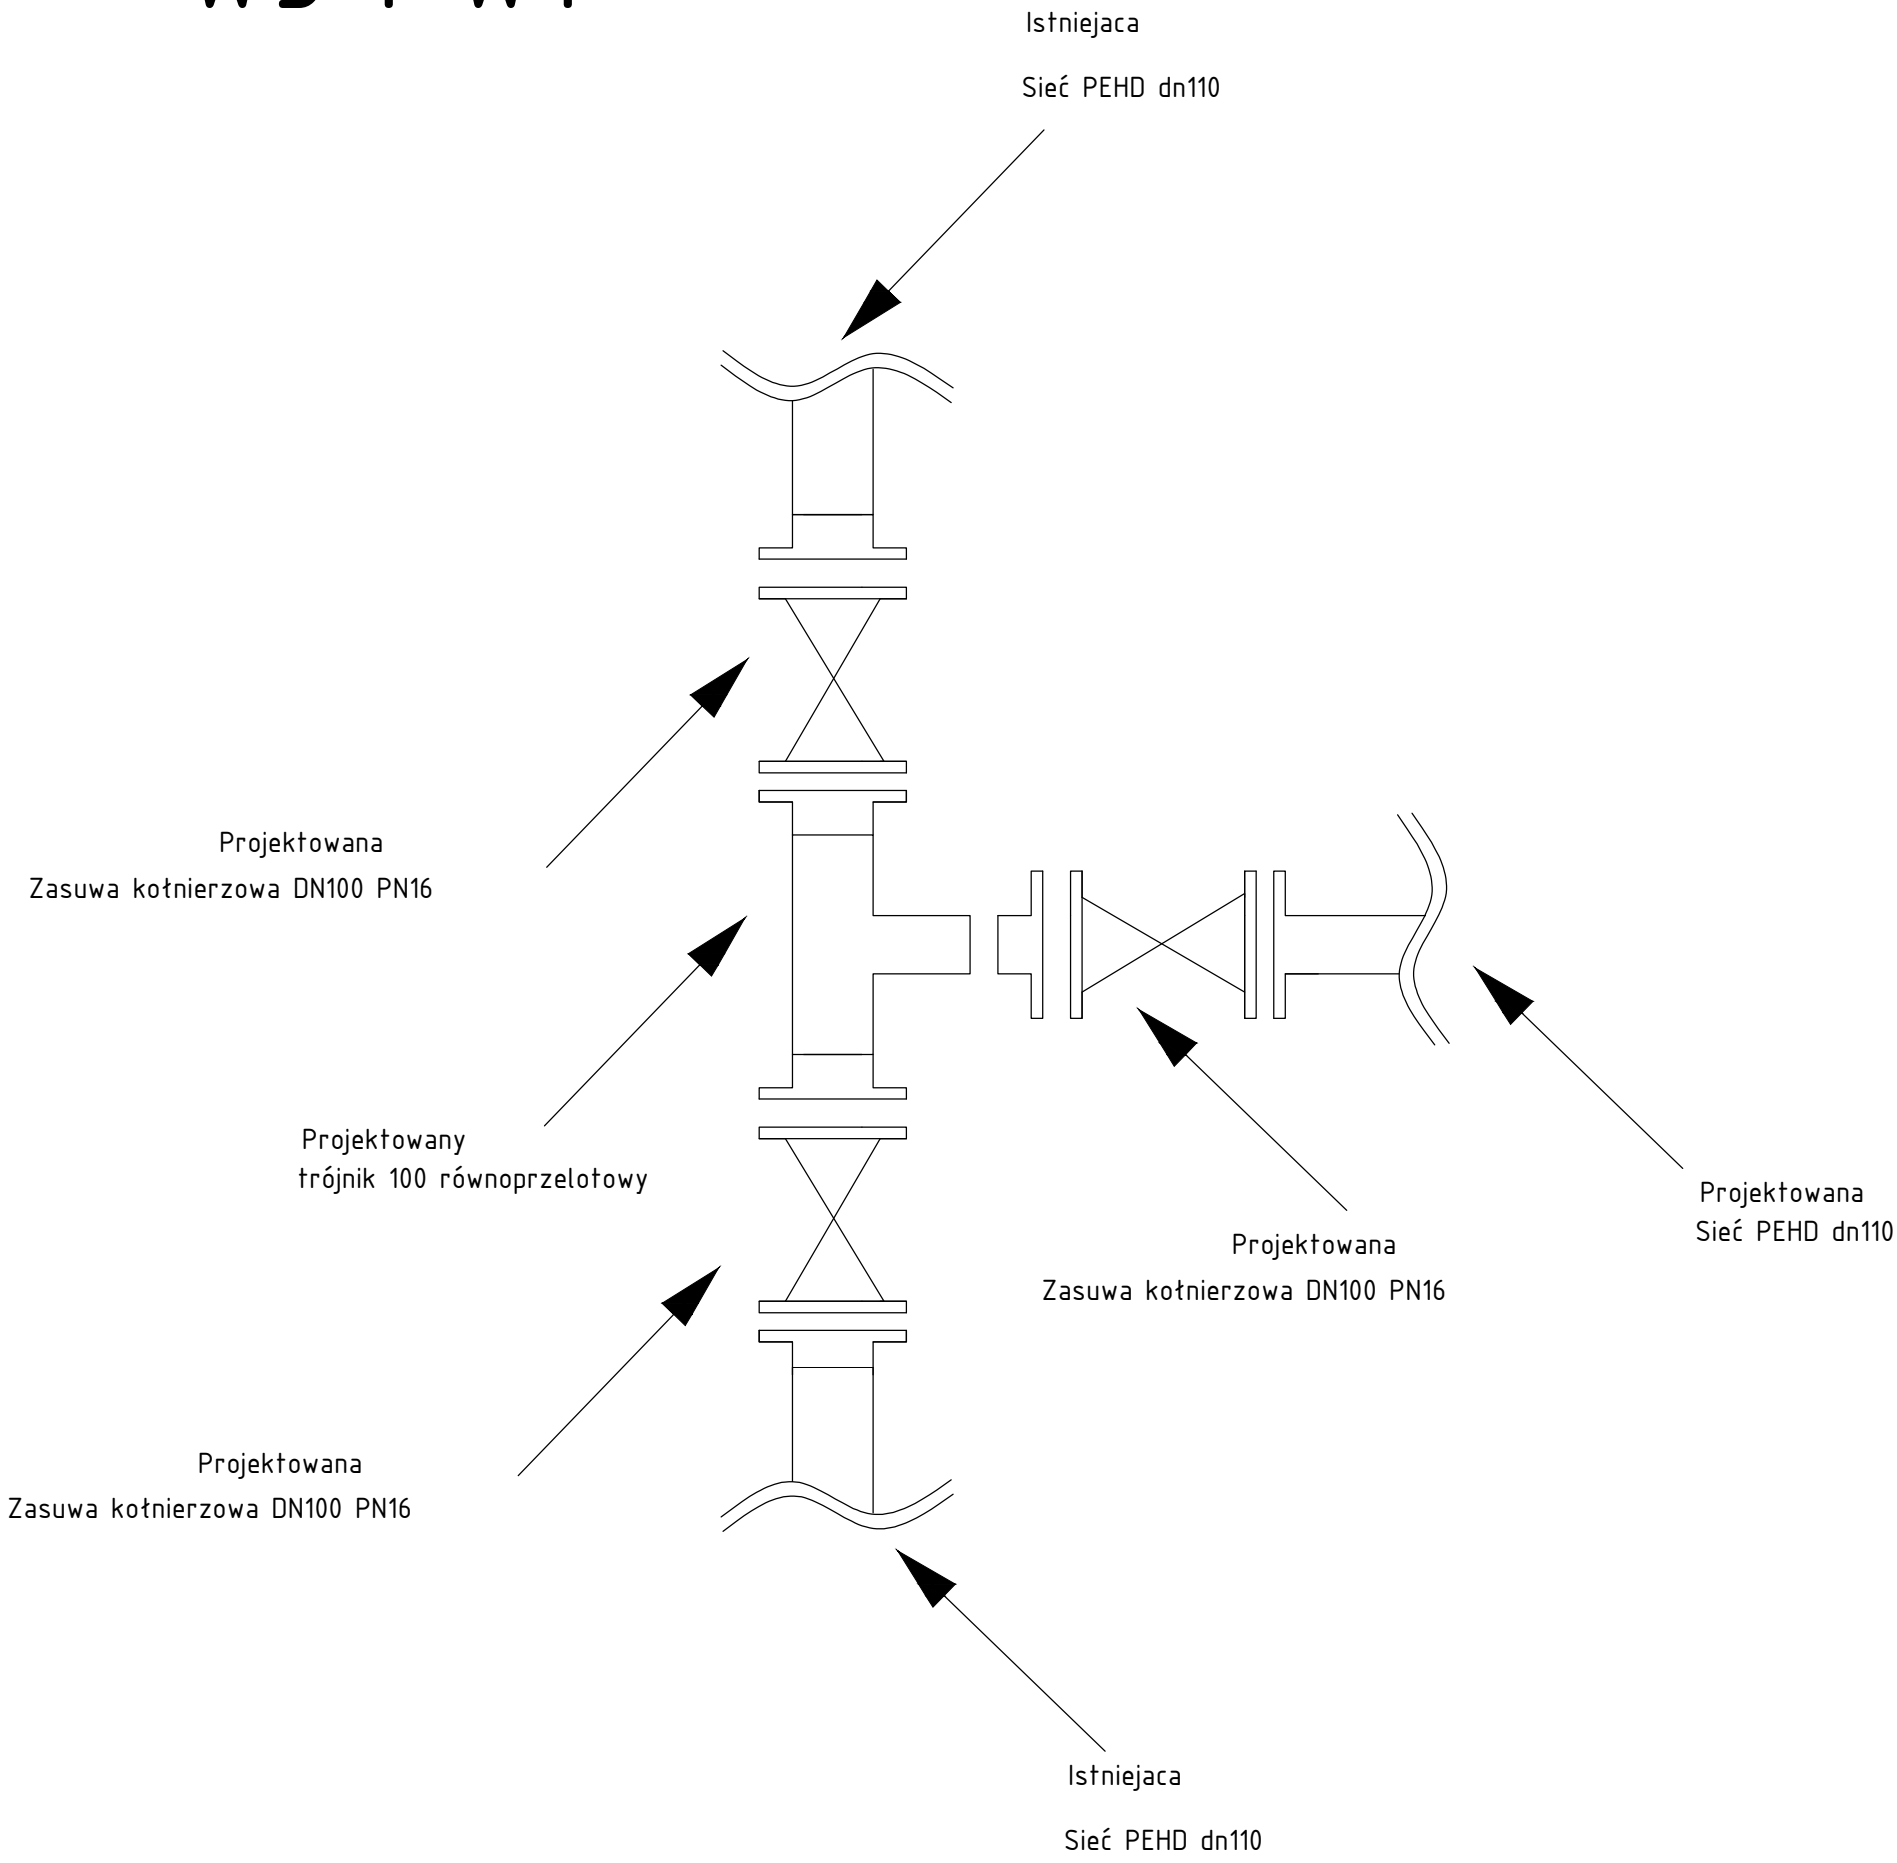 Istniejaca
Sieć PEHD dn110
Projektowana
Zasuwa kołnierzowa DN100 PN16
Projektowany
trójnik 100 równoprzelotowy
Projektowana
Sieć PEHD dn110
Projektowana
Zasuwa kołnierzowa DN100 PN16
Projektowana
Zasuwa kołnierzowa DN100 PN16
Istniejaca
Sieć PEHD dn110